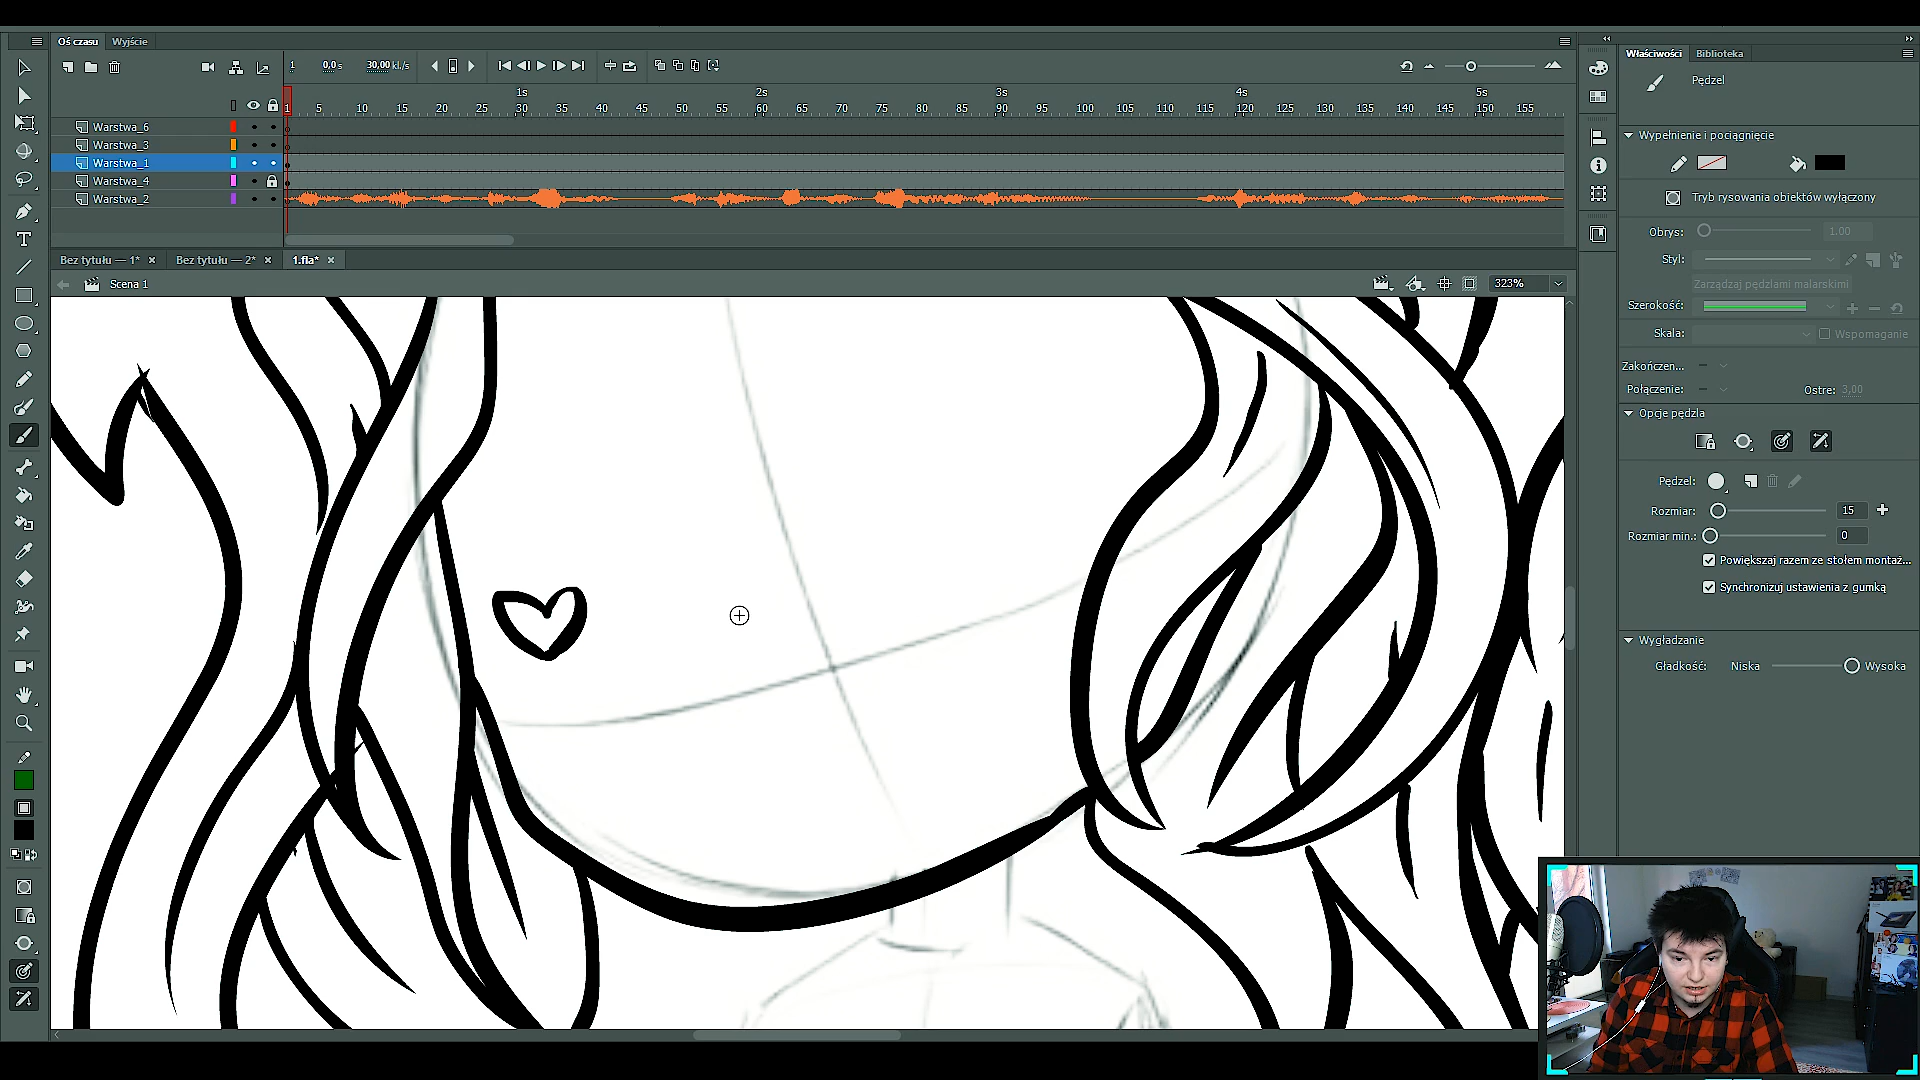 Oś czasu Wyjście
1 0,0 s 30,00 kl./s
1s 2s 3s 4s 5s
1 5 10 15 20 25 30 35 40 45 50 55 60 65 70 75 80 85 90 95 100 105 110 115 120 125 130 135 140 145 150 155
Warstwa_6
Warstwa_3
Warstwa_1
Warstwa_4
Warstwa_2
Bez tytułu — 1* Bez tytułu — 2* 1.fla*
Scena 1 323%
Właściwości Biblioteka
Pędzel
Wypełnienie i pociągnięcie
Tryb rysowania obiektów wyłączony
Obrys: 1.00
Styl:
Zarządzaj pędzlami malarskimi
Szerokość:
Skala: Wspomaganie
Zakończen...
Połączenie: Ostre: 3,00
Opcje pędzla
Pędzel:
Rozmiar: 15
Rozmiar min.: 0
Powiększaj razem ze stołem montaż...
Synchronizuj ustawienia z gumką
Wygładzanie
Gładkość: Niska Wysoka